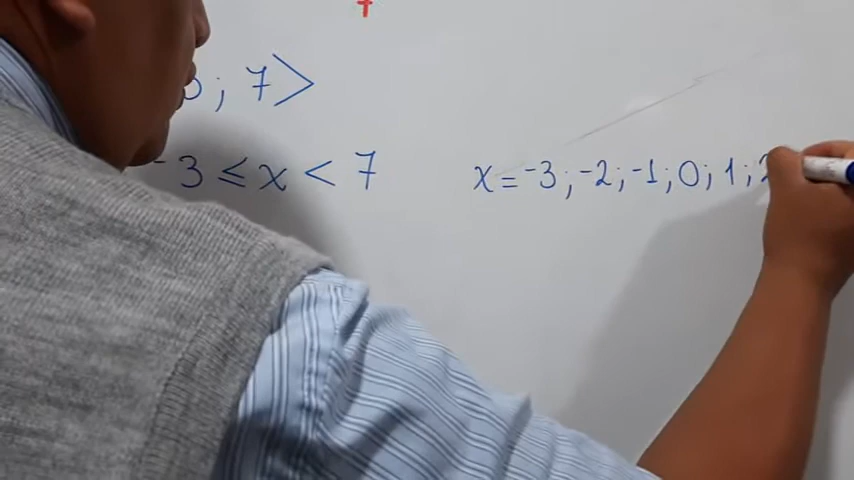 ; 7>
-3 ≤ x < 7
x = -3; -2; -1; 0; 1; 2